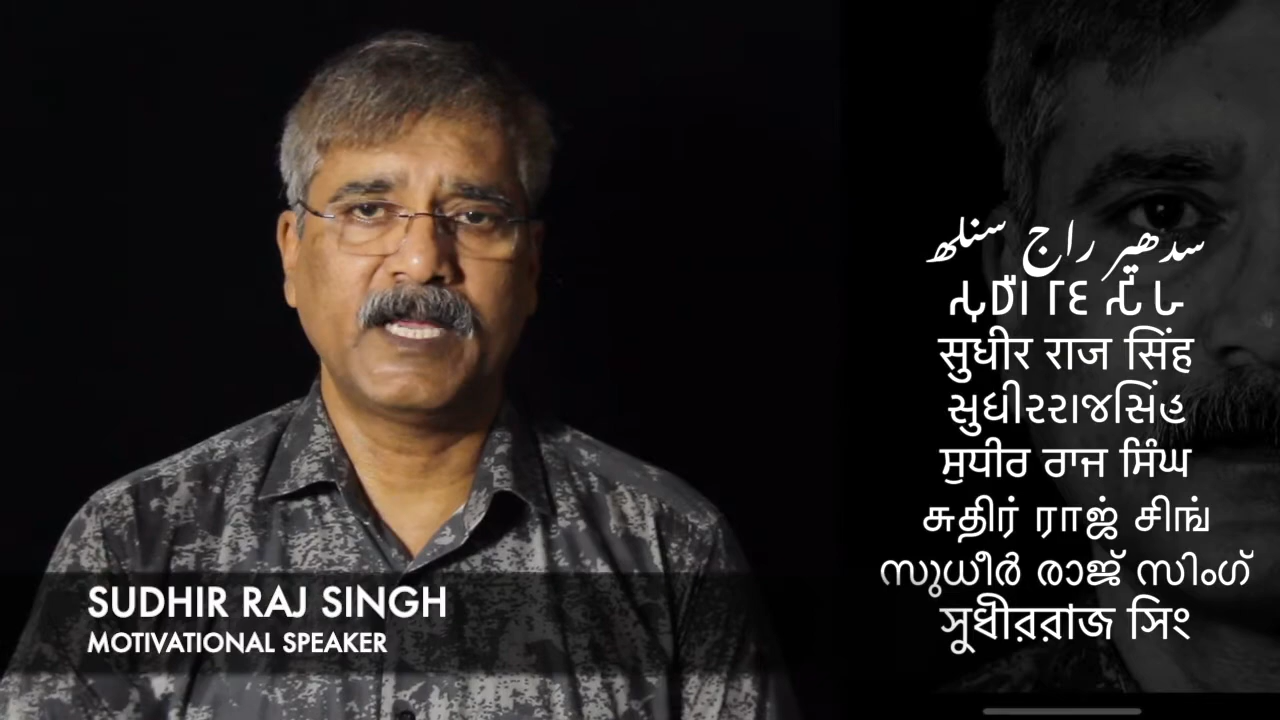 SUDHIR RAJ SINGH
MOTIVATIONAL SPEAKER
سدھیر راج سنلھ
सुधीर राज सिंह
સુધીરરાજસિંહ
ਸੁਧੀਰ ਰਾਜ ਸਿੰਘ
சுதிர் ராஜ் சிங்
സുധീർ രാജ് സിംഗ്
সুধীররাজ সিং